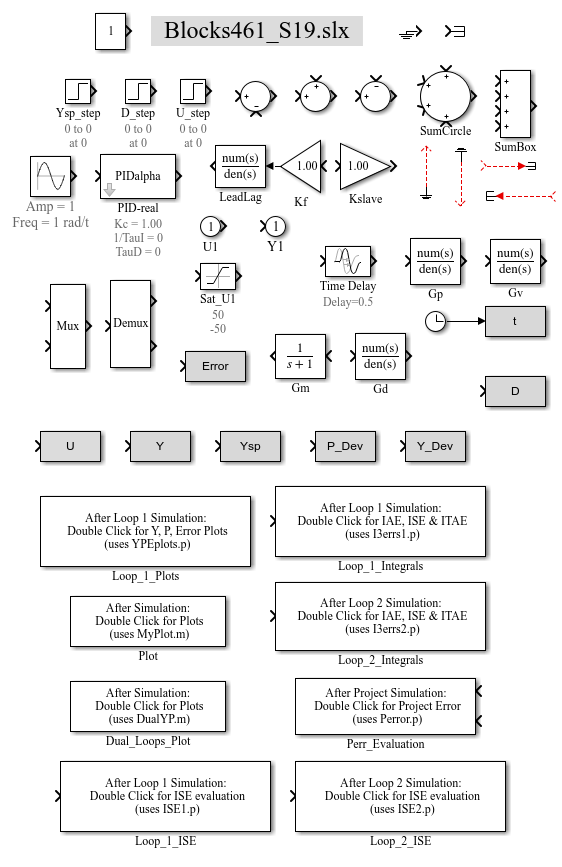 1
Blocks461_S19.slx
Ysp_step
0 to 0
at 0
D_step
0 to 0
at 0
U_step
0 to 0
at 0
+
−
+
−
+
−
+
+
+
+
SumCircle
+
+
+
+
SumBox
Amp = 1
Freq = 1 rad/t
PIDalpha
PID-real
Kc = 1.00
1/TauI = 0
TauD = 0
num(s)
den(s)
LeadLag
1.00
Kf
1.00
Kslave
1
U1
1
Y1
Sat_U1
50
-50
Time Delay
Delay=0.5
num(s)
den(s)
Gp
num(s)
den(s)
Gv
Mux
Demux
Error
1
s + 1
Gm
num(s)
den(s)
Gd
t
D
U
Y
Ysp
P_Dev
Y_Dev
After Loop 1 Simulation:
Double Click for Y, P, Error Plots
(uses YPEplots.p)
Loop_1_Plots
After Loop 1 Simulation:
Double Click for IAE, ISE & ITAE
(uses I3errs1.p)
Loop_1_Integrals
After Simulation:
Double Click for Plots
(uses MyPlot.m)
Plot
After Loop 2 Simulation:
Double Click for IAE, ISE & ITAE
(uses I3errs2.p)
Loop_2_Integrals
After Simulation:
Double Click for Plots
(uses DualYP.m)
Dual_Loops_Plot
After Project Simulation:
Double Click for Project Error
(uses Perror.p)
Perr_Evaluation
After Loop 1 Simulation:
Double Click for ISE evaluation
(uses ISE1.p)
Loop_1_ISE
After Loop 2 Simulation:
Double Click for ISE evaluation
(uses ISE2.p)
Loop_2_ISE